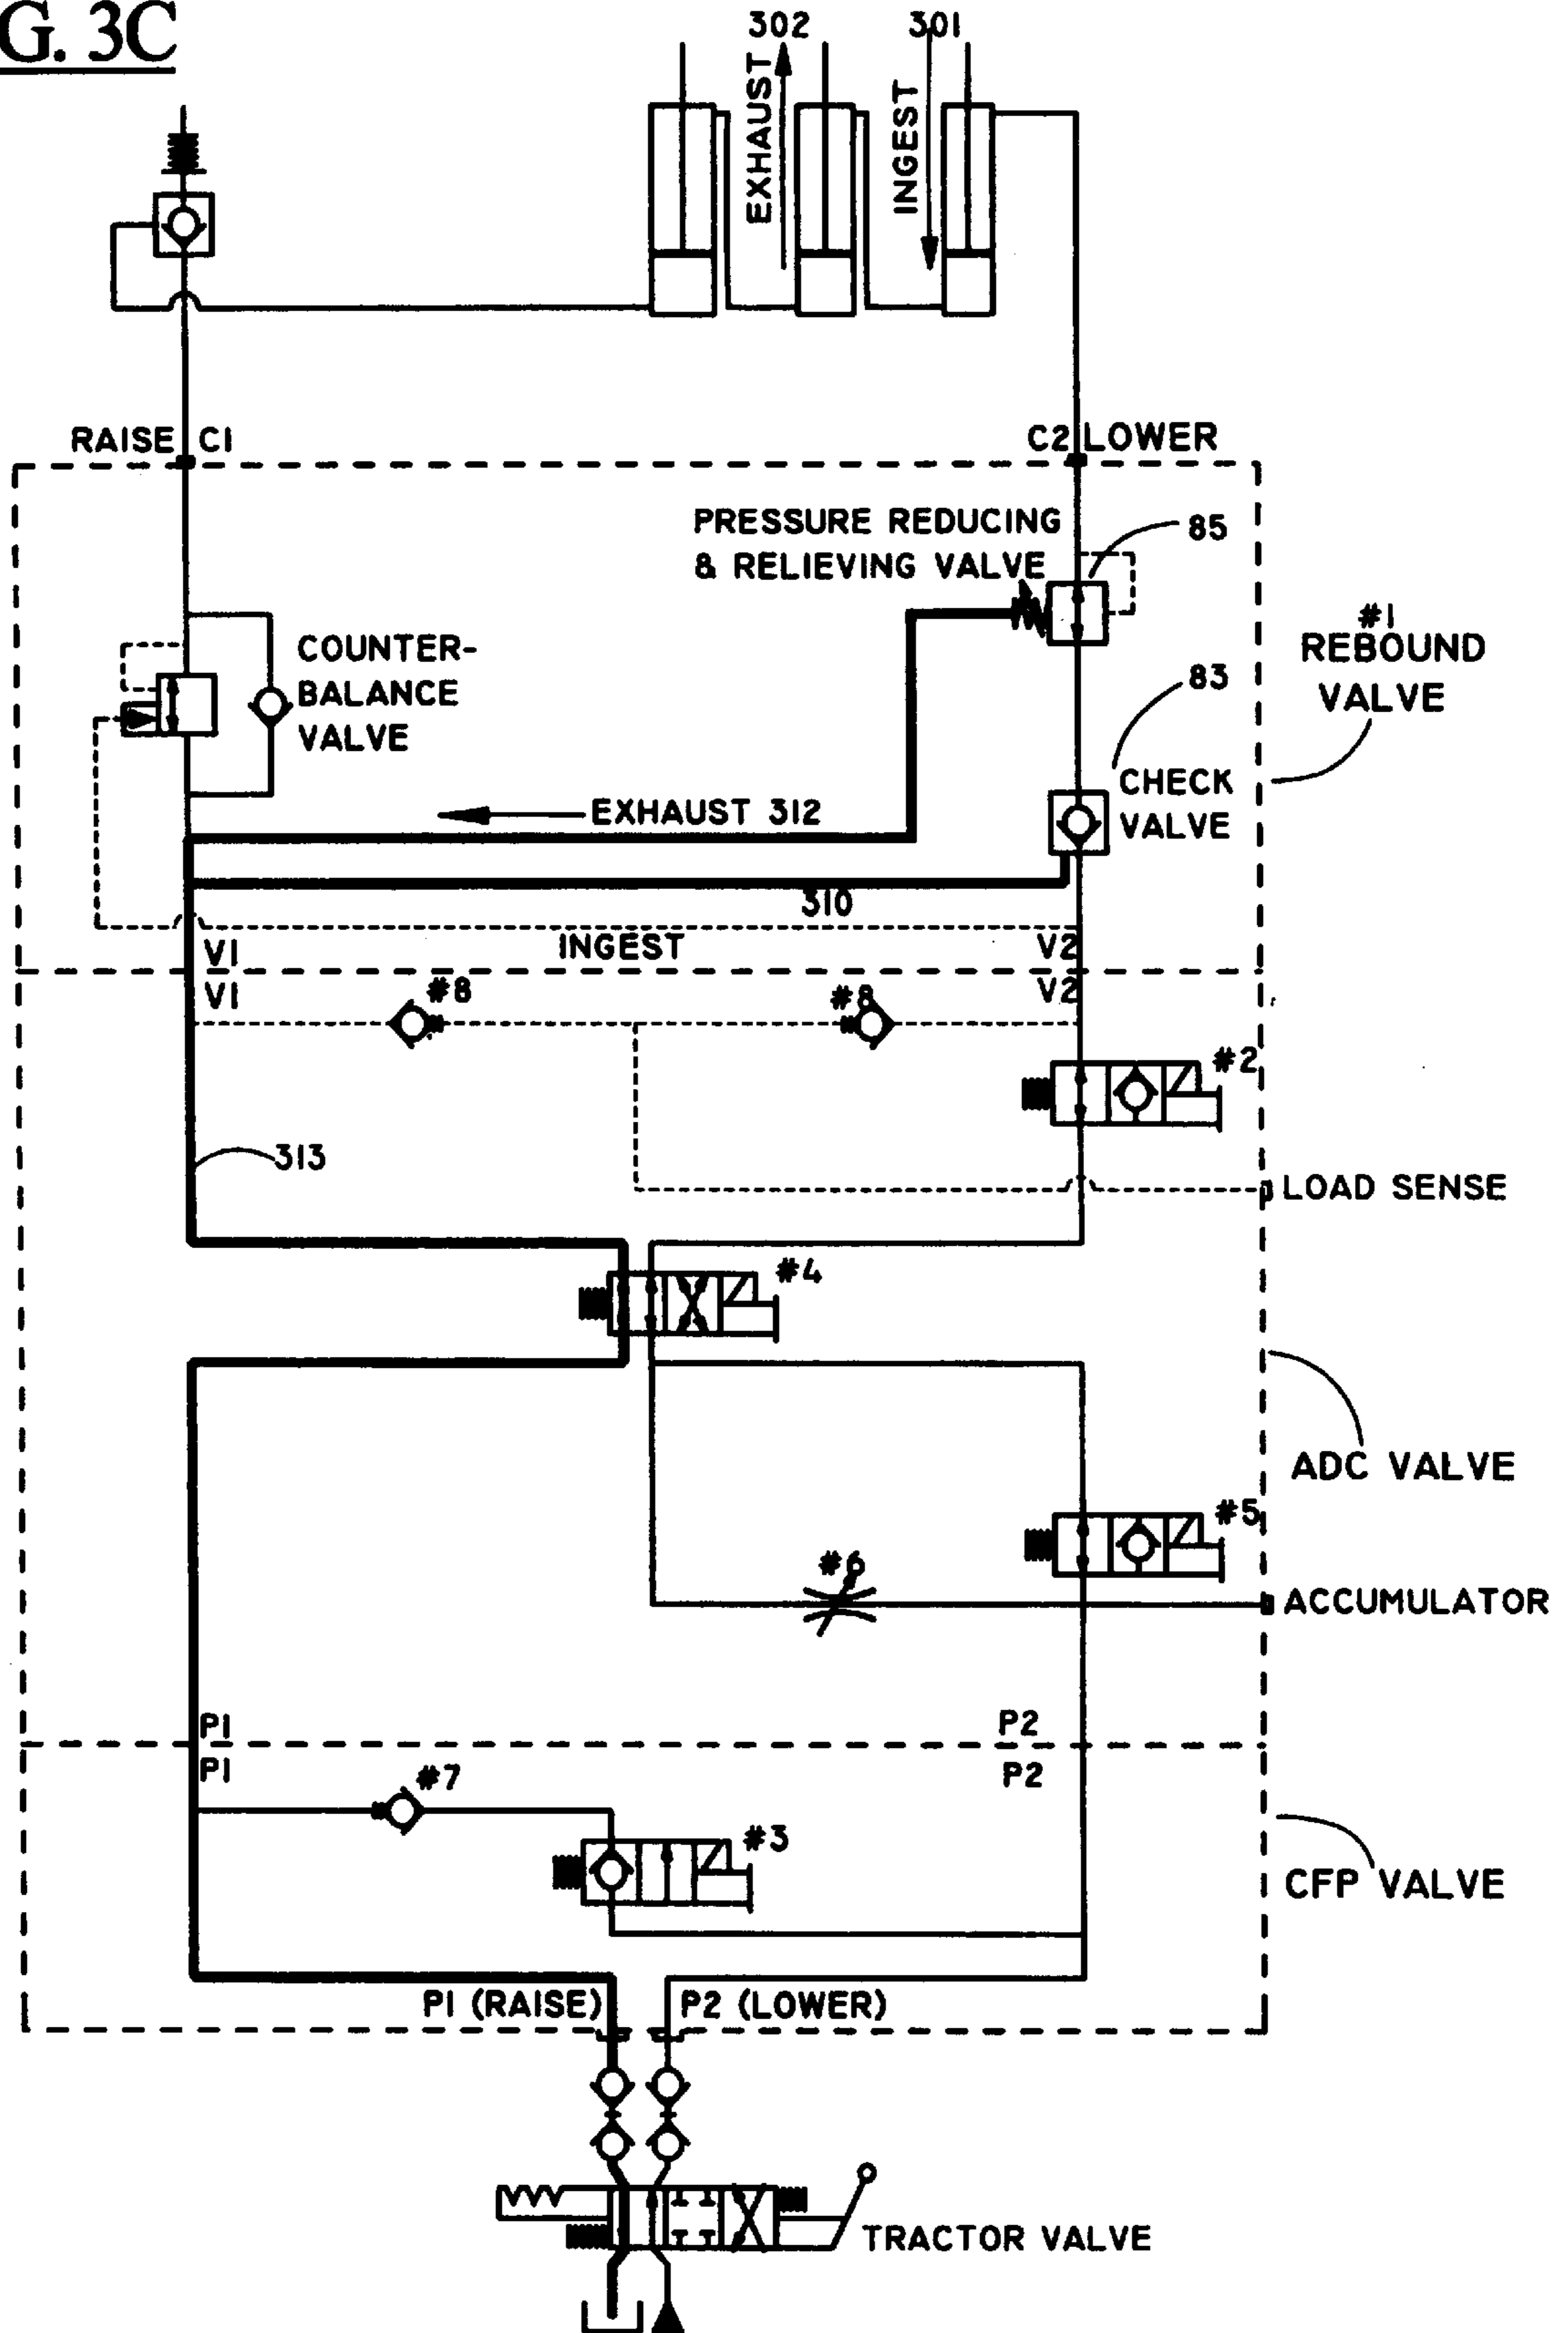 G. 3C
302
301
EXHAUST
INGEST
RAISE C1
C2 LOWER
PRESSURE REDUCING
& RELIEVING VALVE
85
#1
REBOUND
VALVE
COUNTER-
BALANCE
VALVE
83
CHECK
VALVE
EXHAUST 312
310
V1
INGEST
V2
V1
#8
#8
V2
#2
313
LOAD SENSE
#4
ADC VALVE
#5
#6
ACCUMULATOR
P1
P2
P1
P2
#7
#3
CFP VALVE
P1 (RAISE)
P2 (LOWER)
TRACTOR VALVE